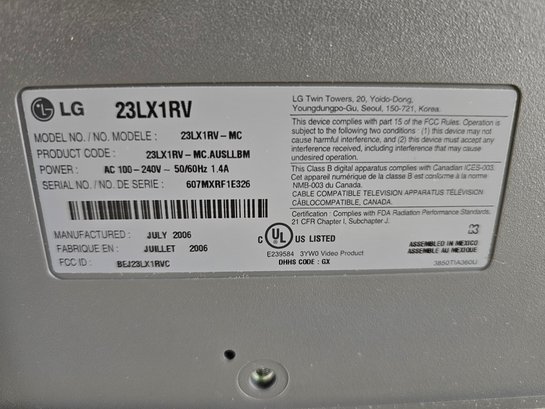 LG 23LX1RV
MODEL NO. / NO. MODELE : 23LX1RV-MC
PRODUCT CODE : 23LX1RV-MC.AUSLLBM
POWER : AC 100-240V~ 50/60Hz 1.4A
SERIAL NO. / NO. DE SERIE : 607MXRF1E326
MANUFACTURED : JULY 2006
FABRIQUE EN : JUILLET 2006
FCC ID : BEJ23LX1RVC
LG Twin Towers, 20, Yoido-Dong,
Youngdungpo-Gu, Seoul, 150-721, Korea.
This device complies with part 15 of the FCC Rules. Operation is
subject to the following two conditions : (1) this device may not
cause harmful interference, and (2) this device must accept any
interference received, including interference that may cause
undesired operation.
This Class B digital apparatus complies with Canadian ICES-003.
Cet appareil numérique de la classe B est conforme à la norme
NMB-003 du Canada.
CABLE COMPATIBLE TELEVISION APPARATUS TÉLÉVISION
CÂBLOCOMPATIBLE, CANADA.
Certification : Complies with FDA Radiation Performance Standards,
21 CFR Chapter I, Subchapter J.
C UL US LISTED
E239584 3YW0 Video Product
DHHS CODE : GX
ASSEMBLED IN MEXICO
ASSEMBLE AU MEXIQUE
3850TIA360U